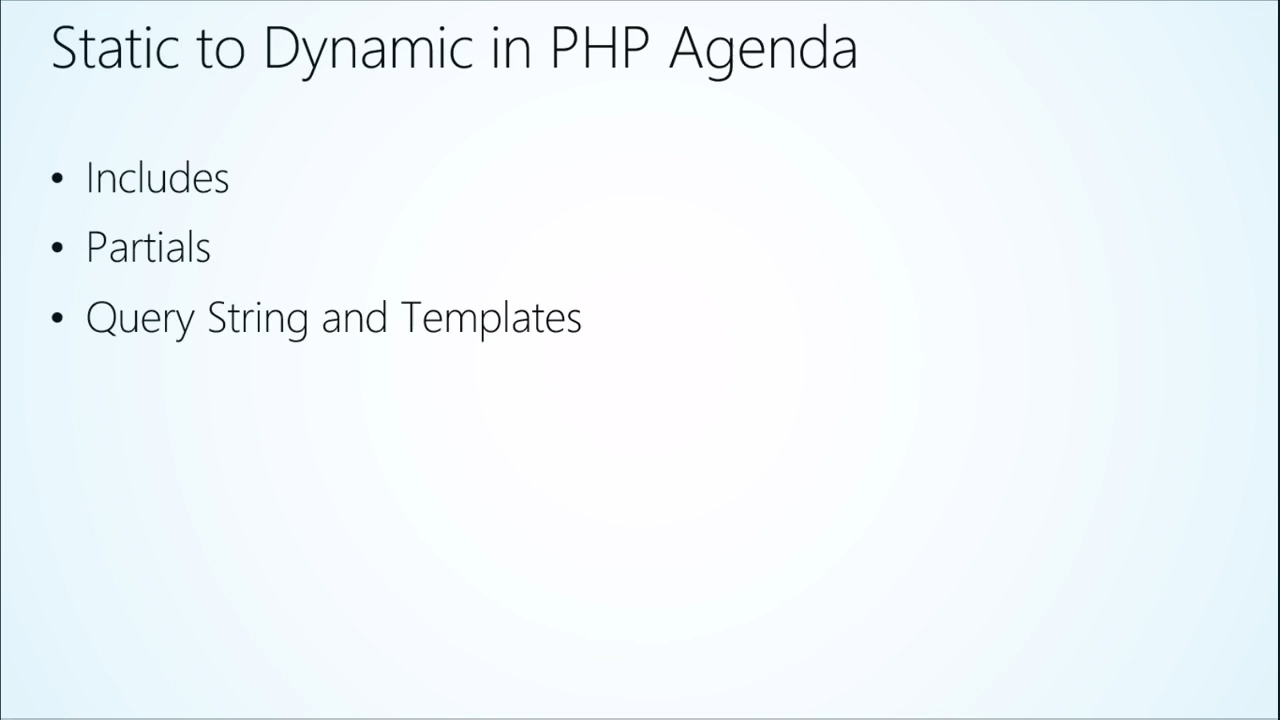 Static to Dynamic in PHP Agenda
• Includes
• Partials
• Query String and Templates